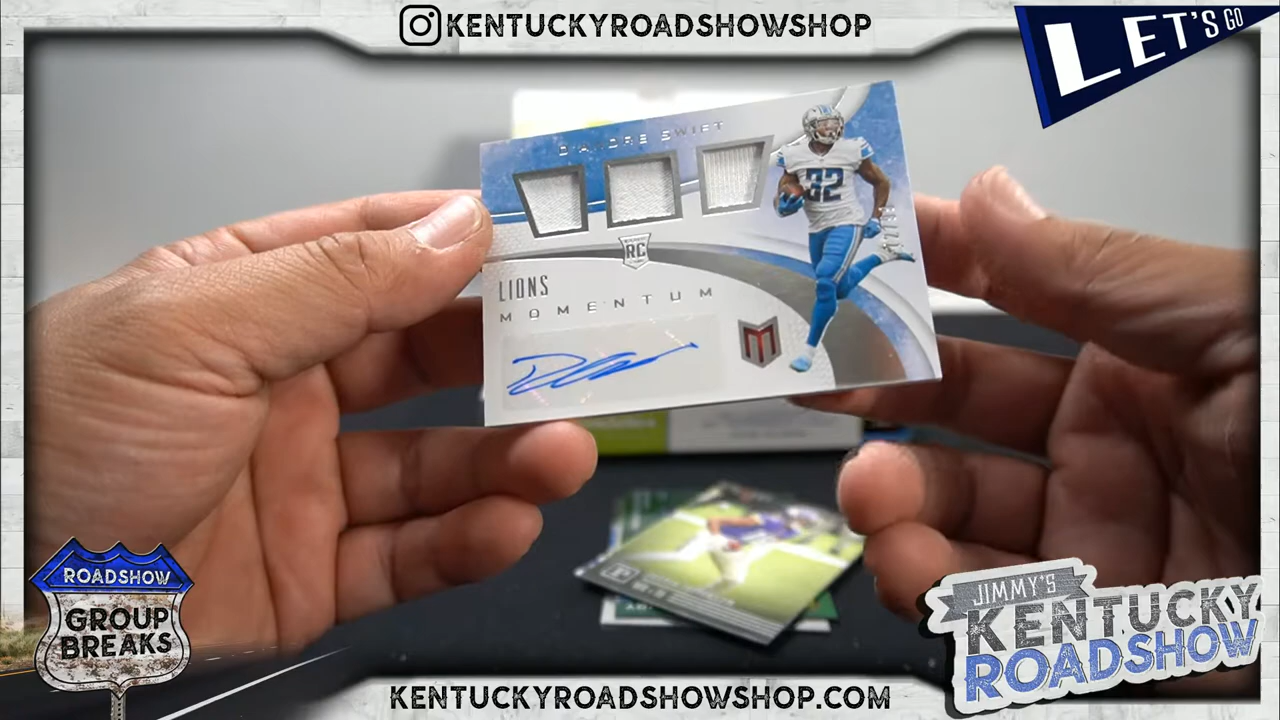 KENTUCKYROADSHOWSHOP
LET'S GO
D'ANDRE SWIFT
32
RC
LIONS
MOMENTUM
M
ROADSHOW
GROUP
BREAKS
JIMMY'S
KENTUCKY
ROADSHOW
KENTUCKYROADSHOWSHOP.COM